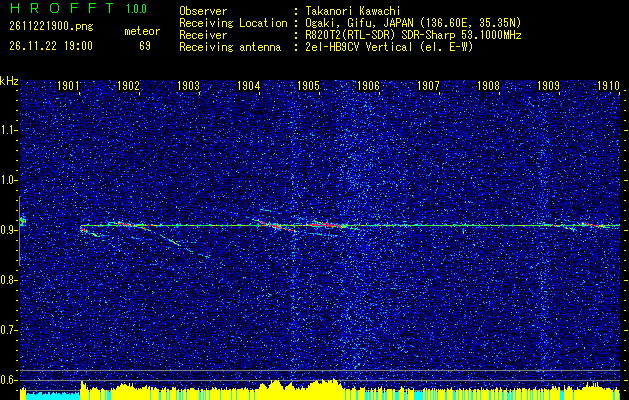 HROFFT 1.0.0
2611221900.png
meteor
26.11.22 19:00 69
Observer : Takanori Kawachi
Receiving Location : Ogaki, Gifu, JAPAN (136.60E, 35.35N)
Receiver : R820T2(RTL-SDR) SDR-Sharp 53.1000MHz
Receiving antenna : 2el-HB9CV Vertical (el. E-W)
kHz 1901 1902 1903 1904 1905 1906 1907 1908 1909 1910
1.1
1.0
0.9
0.8
0.7
0.6